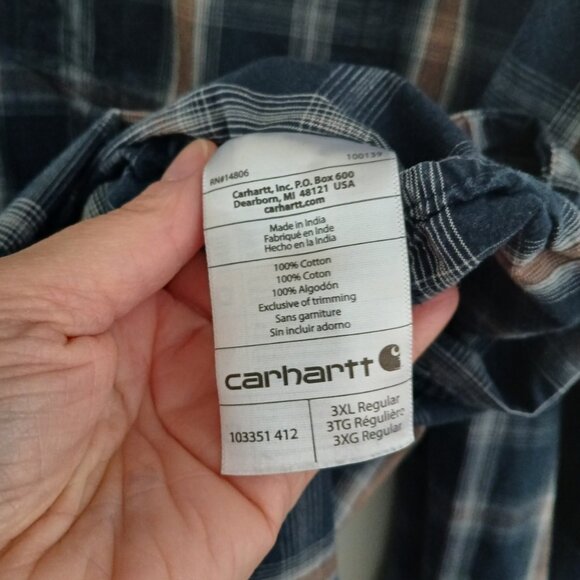 RN#14806 100139
Carhartt, Inc. P.O. Box 600
Dearborn, MI 48121 USA
carhartt.com
Made in India
Fabriqué en Inde
Hecho en la India
100% Cotton
100% Coton
100% Algodón
Exclusive of trimming
Sans garniture
Sin incluir adorno
carhartt
103351 412
3XL Regular
3TG Régulière
3XG Regular